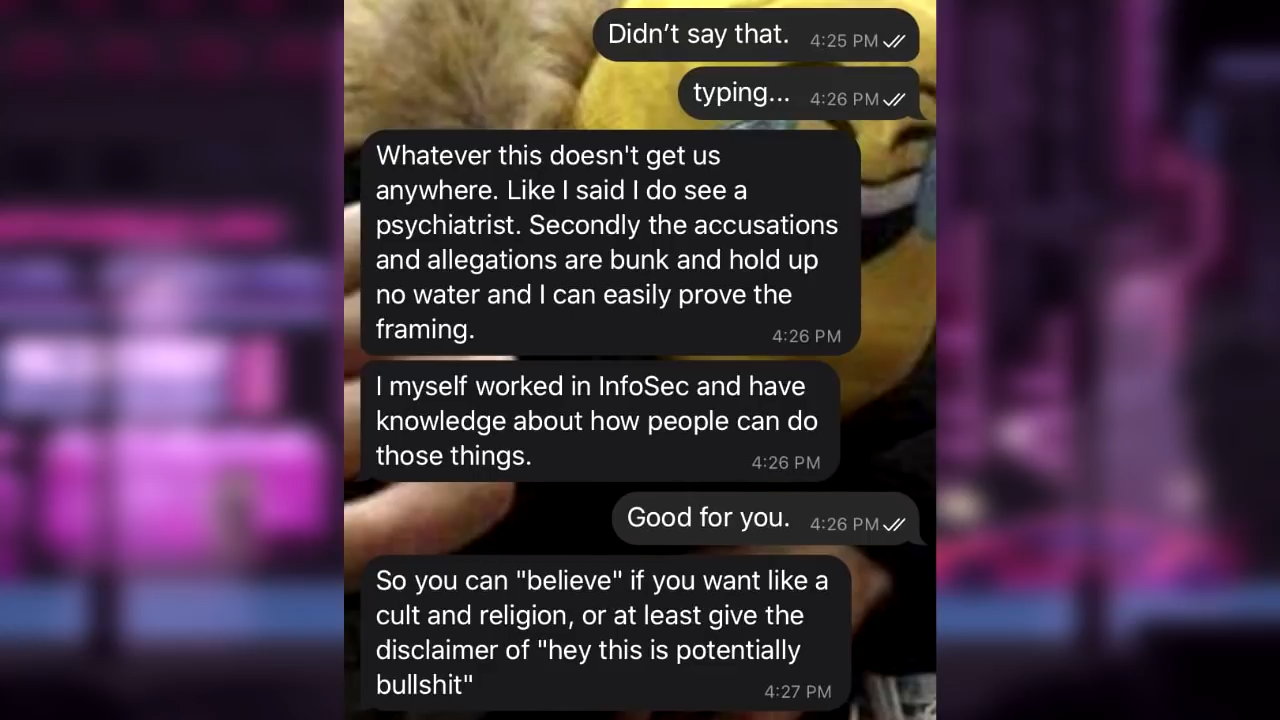 Didn’t say that. 4:25 PM
typing... 4:26 PM
Whatever this doesn't get us
anywhere. Like I said I do see a
psychiatrist. Secondly the accusations
and allegations are bunk and hold up
no water and I can easily prove the
framing. 4:26 PM
I myself worked in InfoSec and have
knowledge about how people can do
those things. 4:26 PM
Good for you. 4:26 PM
So you can "believe" if you want like a
cult and religion, or at least give the
disclaimer of "hey this is potentially
bullshit" 4:27 PM